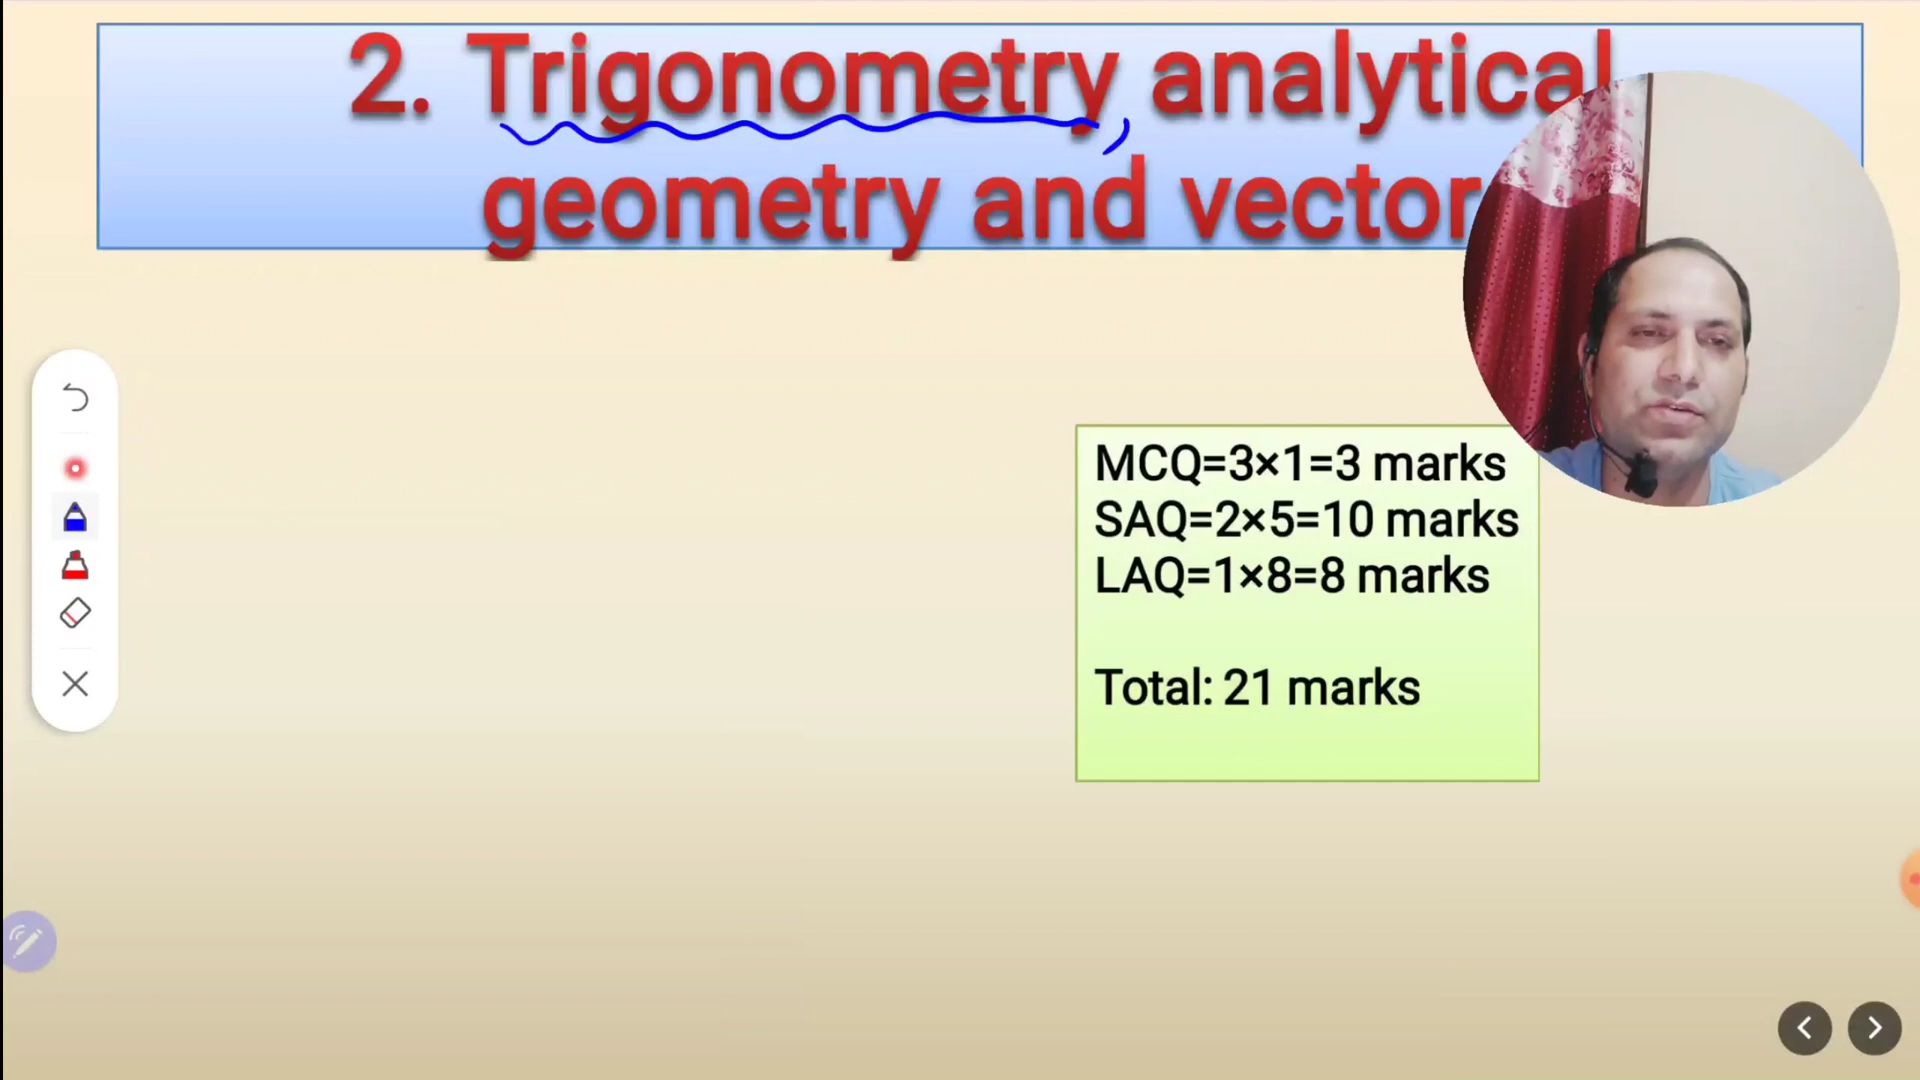 2. Trigonometry, analytical
geometry and vector
MCQ=3×1=3 marks
SAQ=2×5=10 marks
LAQ=1×8=8 marks
Total: 21 marks